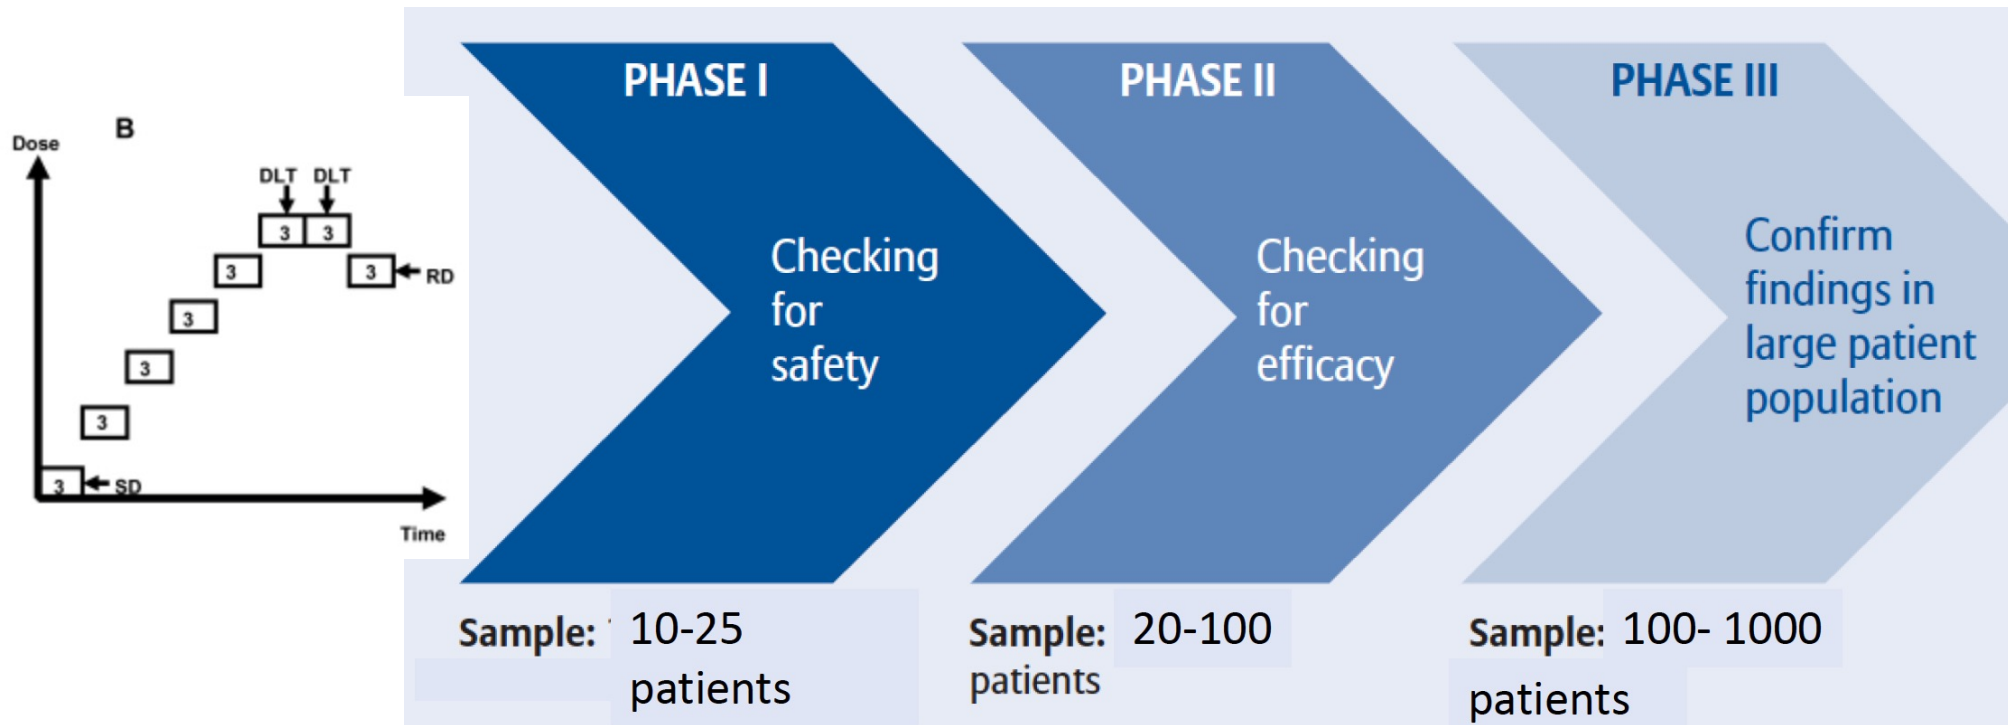 B
Dose
DLT DLT
3 3
3
3 RD
3
3
3
3 SD
Time
PHASE I
Checking
for
safety
Sample: 10-25
patients
PHASE II
Checking
for
efficacy
Sample: 20-100
patients
PHASE III
Confirm
findings in
large patient
population
Sample: 100- 1000
patients